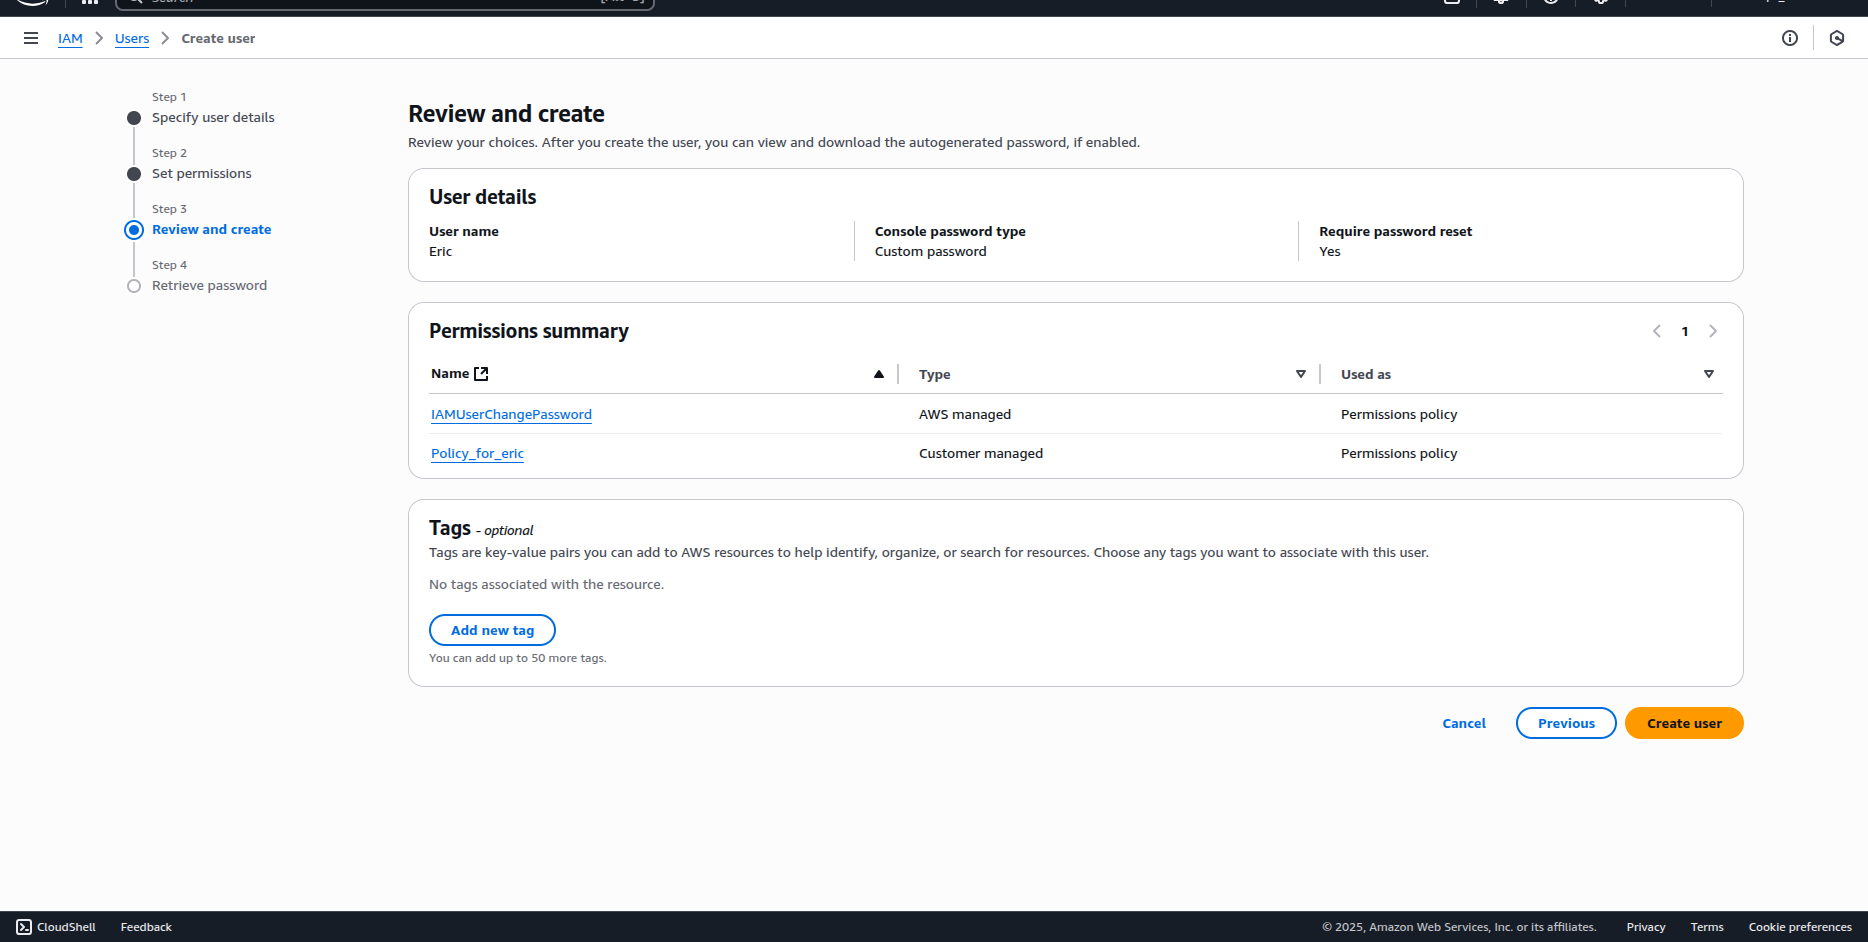 IAM > Users > Create user
Step 1
Specify user details
Step 2
Set permissions
Step 3
Review and create
Step 4
Retrieve password
Review and create
Review your choices. After you create the user, you can view and download the autogenerated password, if enabled.
User details
User name
Eric
Console password type
Custom password
Require password reset
Yes
Permissions summary
1
Name Type Used as
IAMUserChangePassword AWS managed Permissions policy
Policy_for_eric Customer managed Permissions policy
Tags - optional
Tags are key-value pairs you can add to AWS resources to help identify, organize, or search for resources. Choose any tags you want to associate with this user.
No tags associated with the resource.
Add new tag
You can add up to 50 more tags.
Cancel Previous Create user
CloudShell Feedback © 2025, Amazon Web Services, Inc. or its affiliates. Privacy Terms Cookie preferences